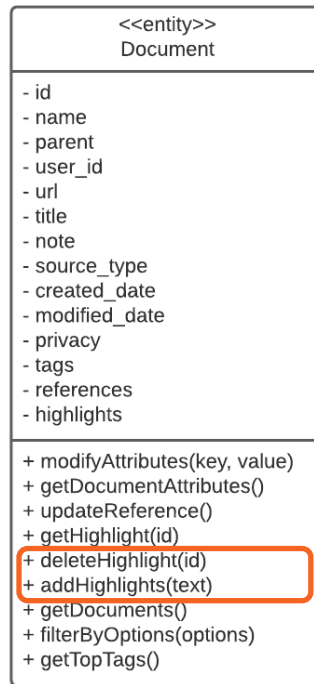 <<entity>>
Document
- id
- name
- parent
- user_id
- url
- title
- note
- source_type
- created_date
- modified_date
- privacy
- tags
- references
- highlights
+ modifyAttributes(key, value)
+ getDocumentAttributes()
+ updateReference()
+ getHighlight(id)
+ deleteHighlight(id)
+ addHighlights(text)
+ getDocuments()
+ filterByOptions(options)
+ getTopTags()